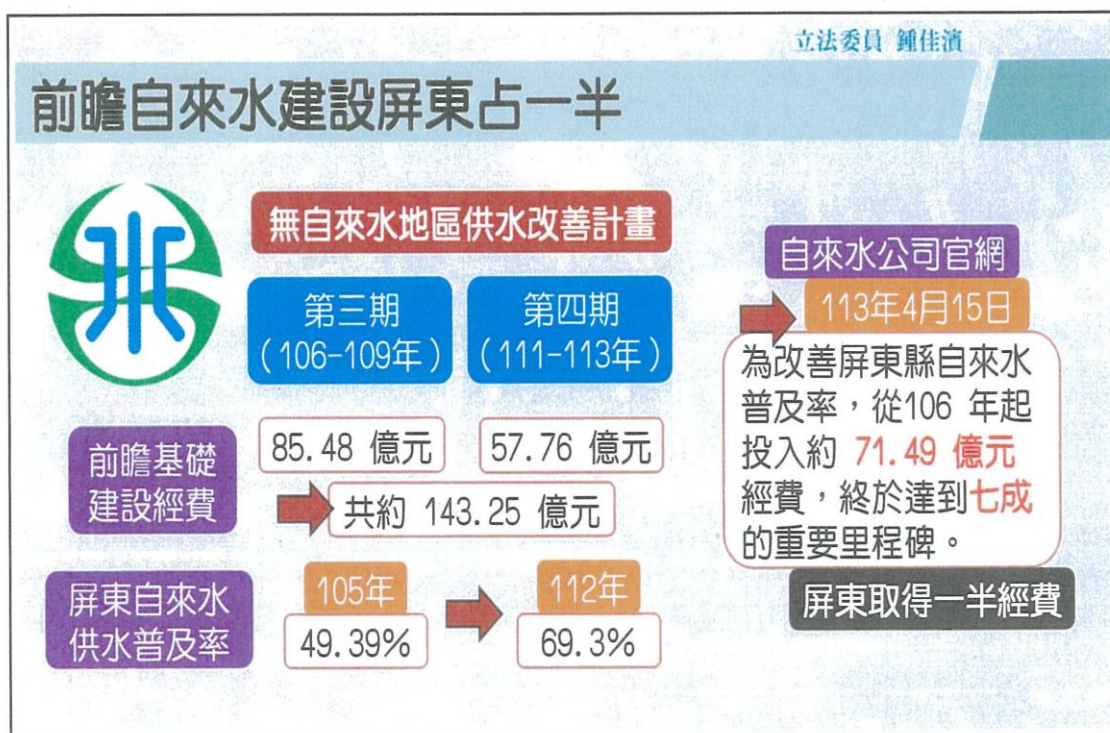 立法委員 鍾佳濱
前瞻自來水建設屏東占一半
無自來水地區供水改善計畫
第三期
(106-109年)
第四期
(111-113年)
前瞻基礎
建設經費
85.48 億元
57.76 億元
共約 143.25 億元
屏東自來水
供水普及率
105年
49.39%
112年
69.3%
自來水公司官網
113年4月15日
為改善屏東縣自來水
普及率，從106 年起
投入約 71.49 億元
經費，終於達到七成
的重要里程碑。
屏東取得一半經費